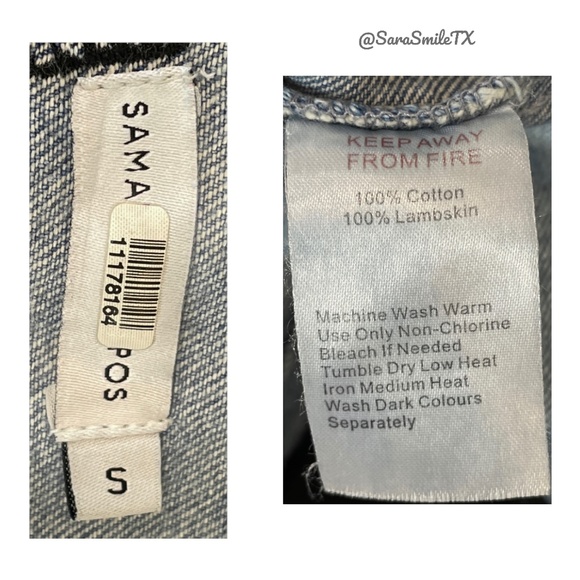 @SaraSmileTX
SAMA
POS
11178164
S
KEEP AWAY
FROM FIRE
100% Cotton
100% Lambskin
Machine Wash Warm
Use Only Non-Chlorine
Bleach If Needed
Tumble Dry Low Heat
Iron Medium Heat
Wash Dark Colours
Separately